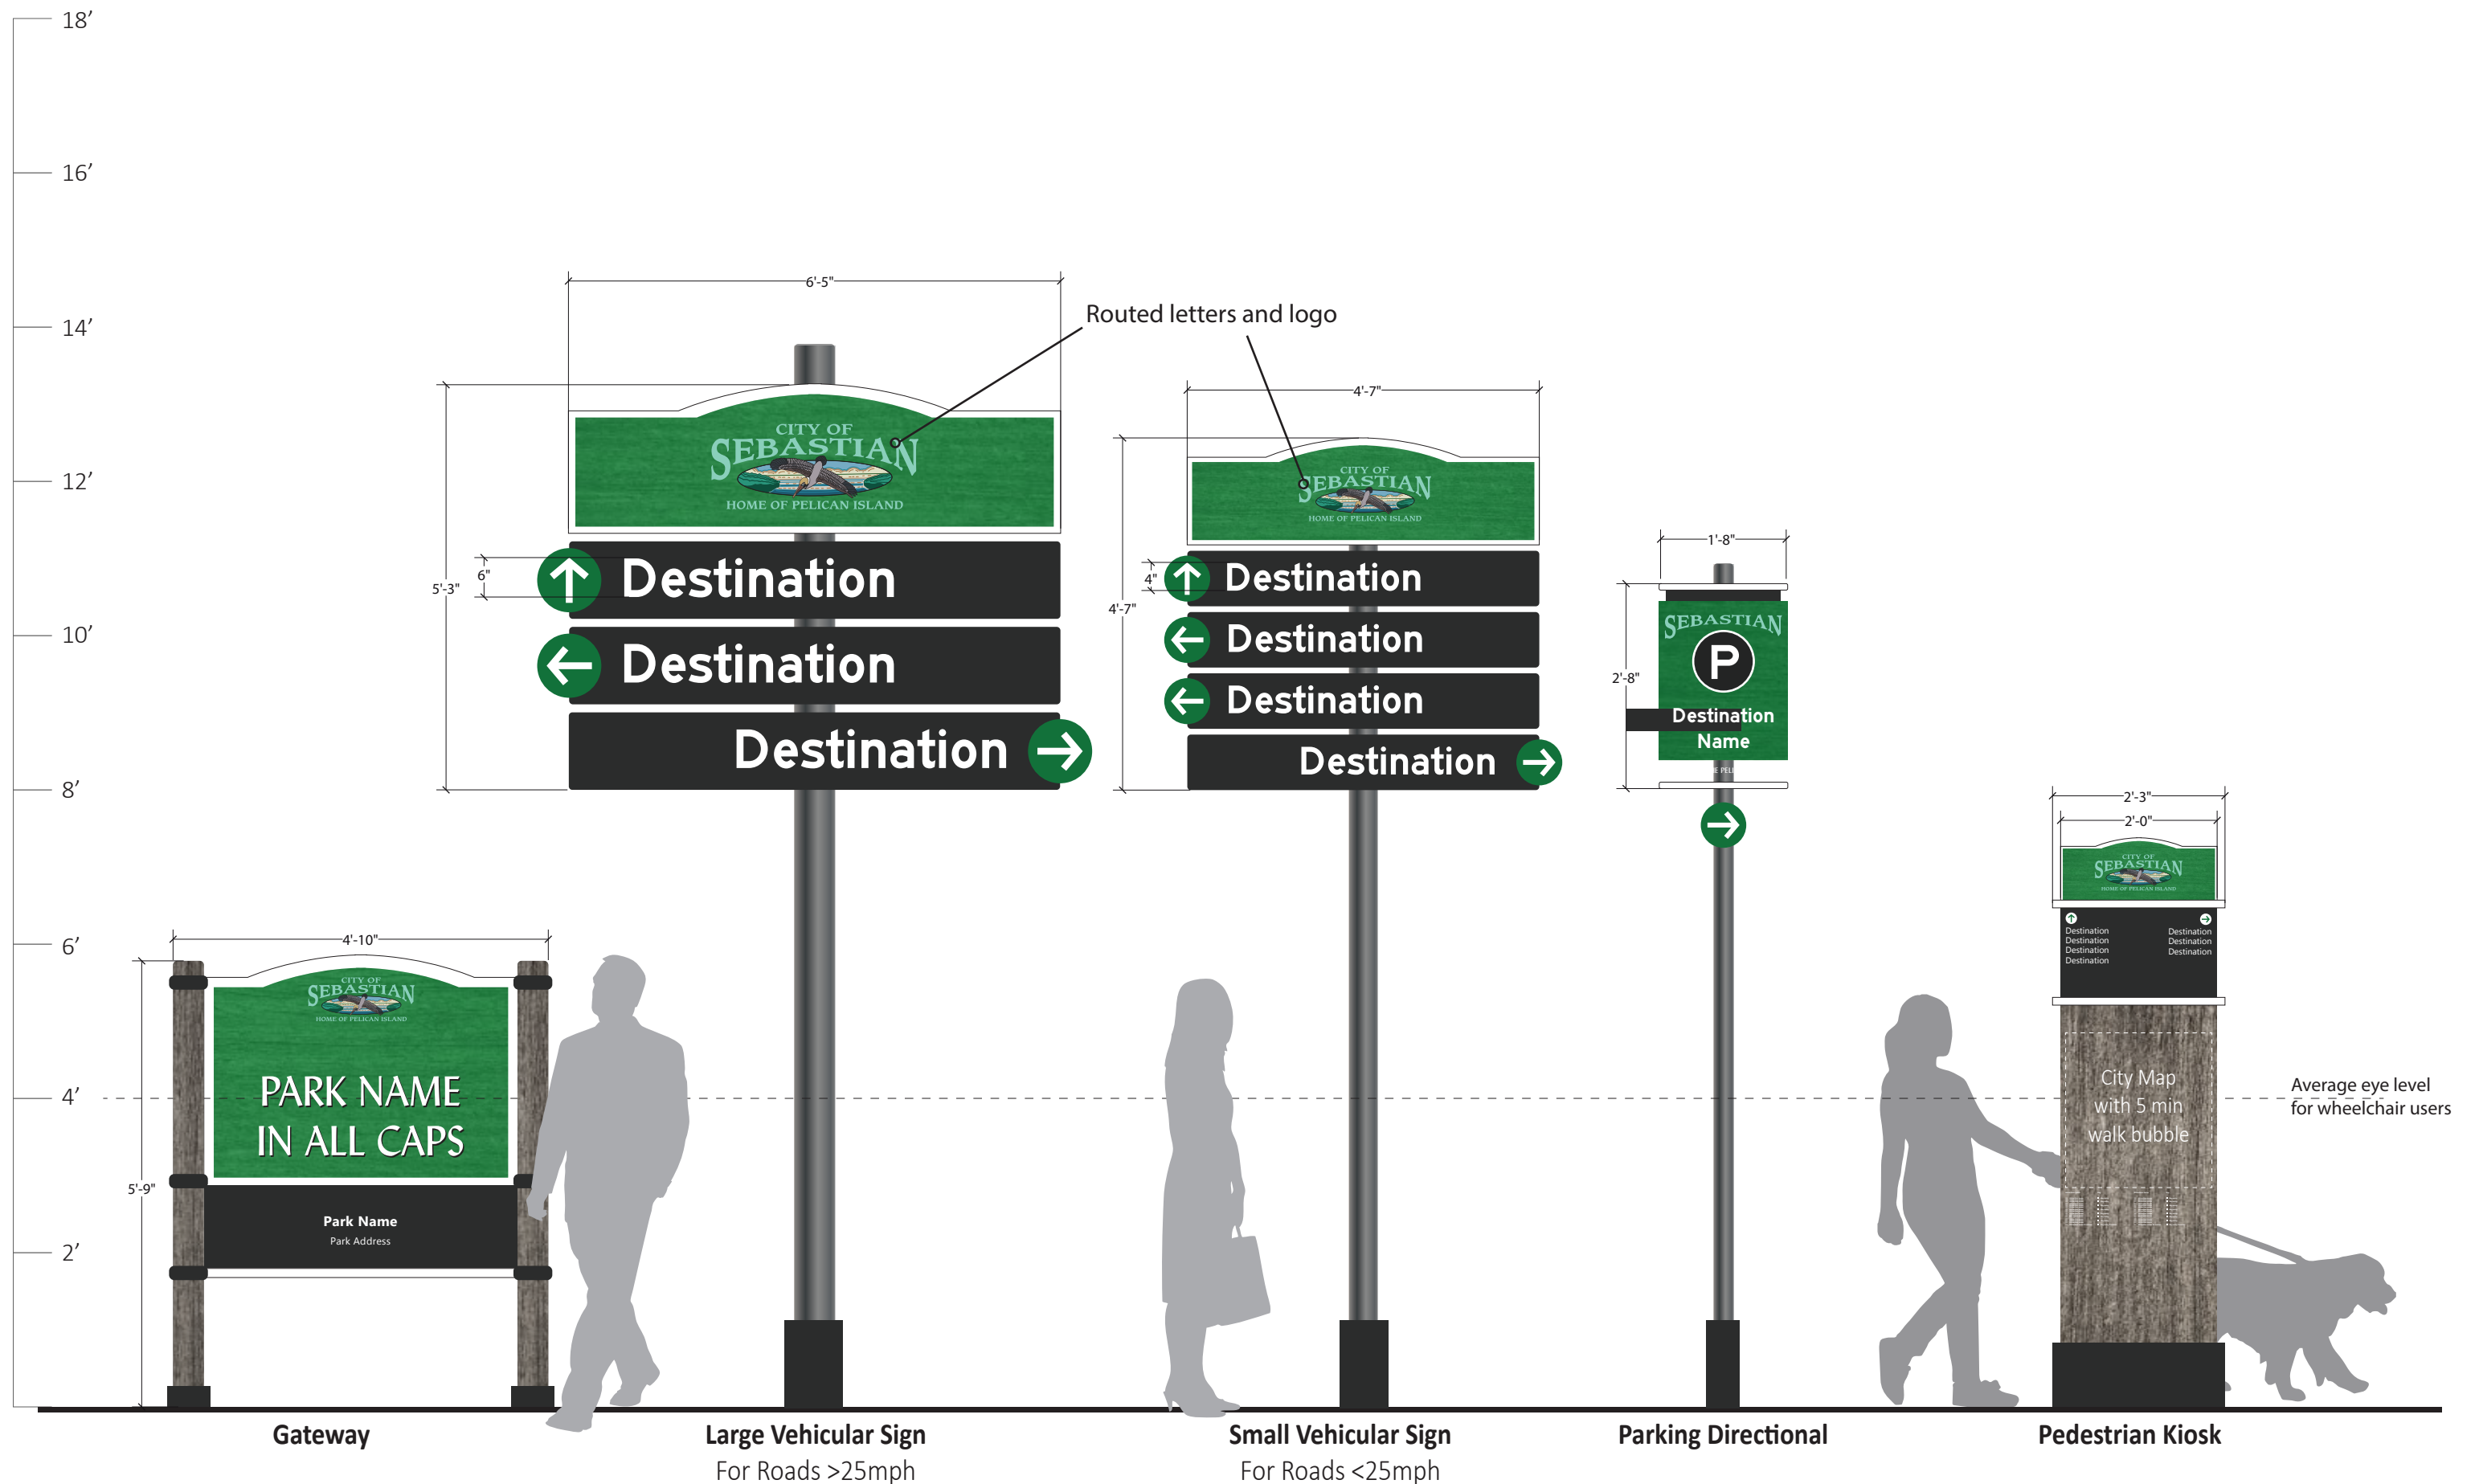 18’
16’
14’
12’
10’
8’
6’
4’
2’
6'-5"
Routed letters and logo
CITY OF
SEBASTIAN
HOME OF PELICAN ISLAND
5'-3"
6"
Destination
Destination
Destination
4'-7"
CITY OF
SEBASTIAN
HOME OF PELICAN ISLAND
4'-7"
4"
Destination
Destination
Destination
Destination
1'-8"
2'-8"
SEBASTIAN
P
Destination
Name
E PELI
2'-3"
2'-0"
CITY OF
SEBASTIAN
HOME OF PELICAN ISLAND
Destination
Destination
Destination
Destination
Destination
Destination
Destination
City Map
with 5 min
walk bubble
Average eye level
for wheelchair users
4'-10"
5'-9"
CITY OF
SEBASTIAN
HOME OF PELICAN ISLAND
PARK NAME
IN ALL CAPS
Park Name
Park Address
Gateway
Large Vehicular Sign
For Roads >25mph
Small Vehicular Sign
For Roads <25mph
Parking Directional
Pedestrian Kiosk